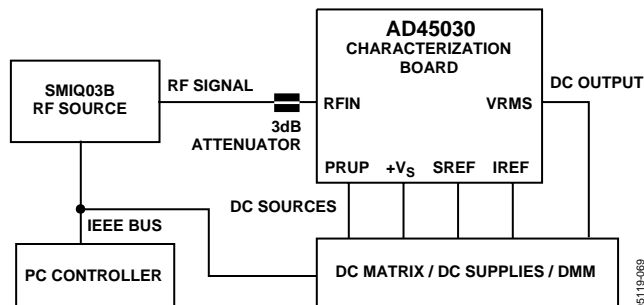 AD45030
CHARACTERIZATION
BOARD
SMIQ03B
RF SOURCE
RF SIGNAL
3dB
ATTENUATOR
RFIN
VRMS
DC OUTPUT
PRUP
+VS
SREF
IREF
DC SOURCES
IEEE BUS
PC CONTROLLER
DC MATRIX / DC SUPPLIES / DMM
5119-069